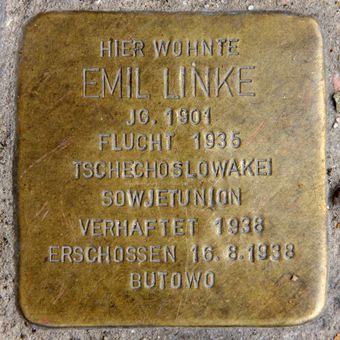 HIER WOHNTE
EMIL LINKE
JG. 1901
FLUCHT 1935
TSCHECHOSLOWAKEI
SOWJETUNION
VERHAFTET 1938
ERSCHOSSEN 16.8.1938
BUTOWO